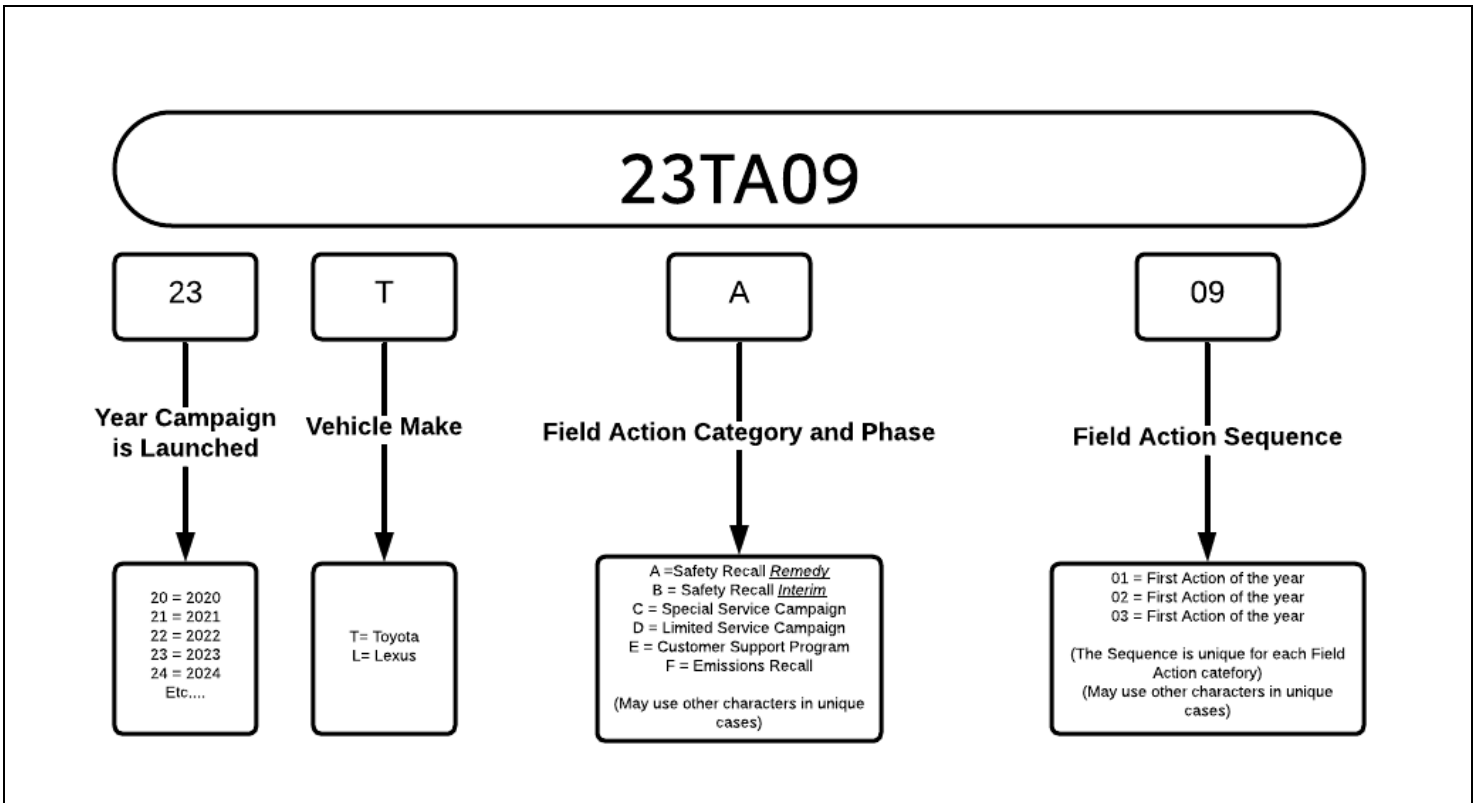 23TA09
23
T
A
09
Year Campaign
is Launched
Vehicle Make
Field Action Category and Phase
Field Action Sequence
20 = 2020
21 = 2021
22 = 2022
23 = 2023
24 = 2024
Etc....
T= Toyota
L= Lexus
A =Safety Recall Remedy
B = Safety Recall Interim
C = Special Service Campaign
D = Limited Service Campaign
E = Customer Support Program
F = Emissions Recall
(May use other characters in unique
cases)
01 = First Action of the year
02 = First Action of the year
03 = First Action of the year
(The Sequence is unique for each Field
Action catefory)
(May use other characters in unique
cases)